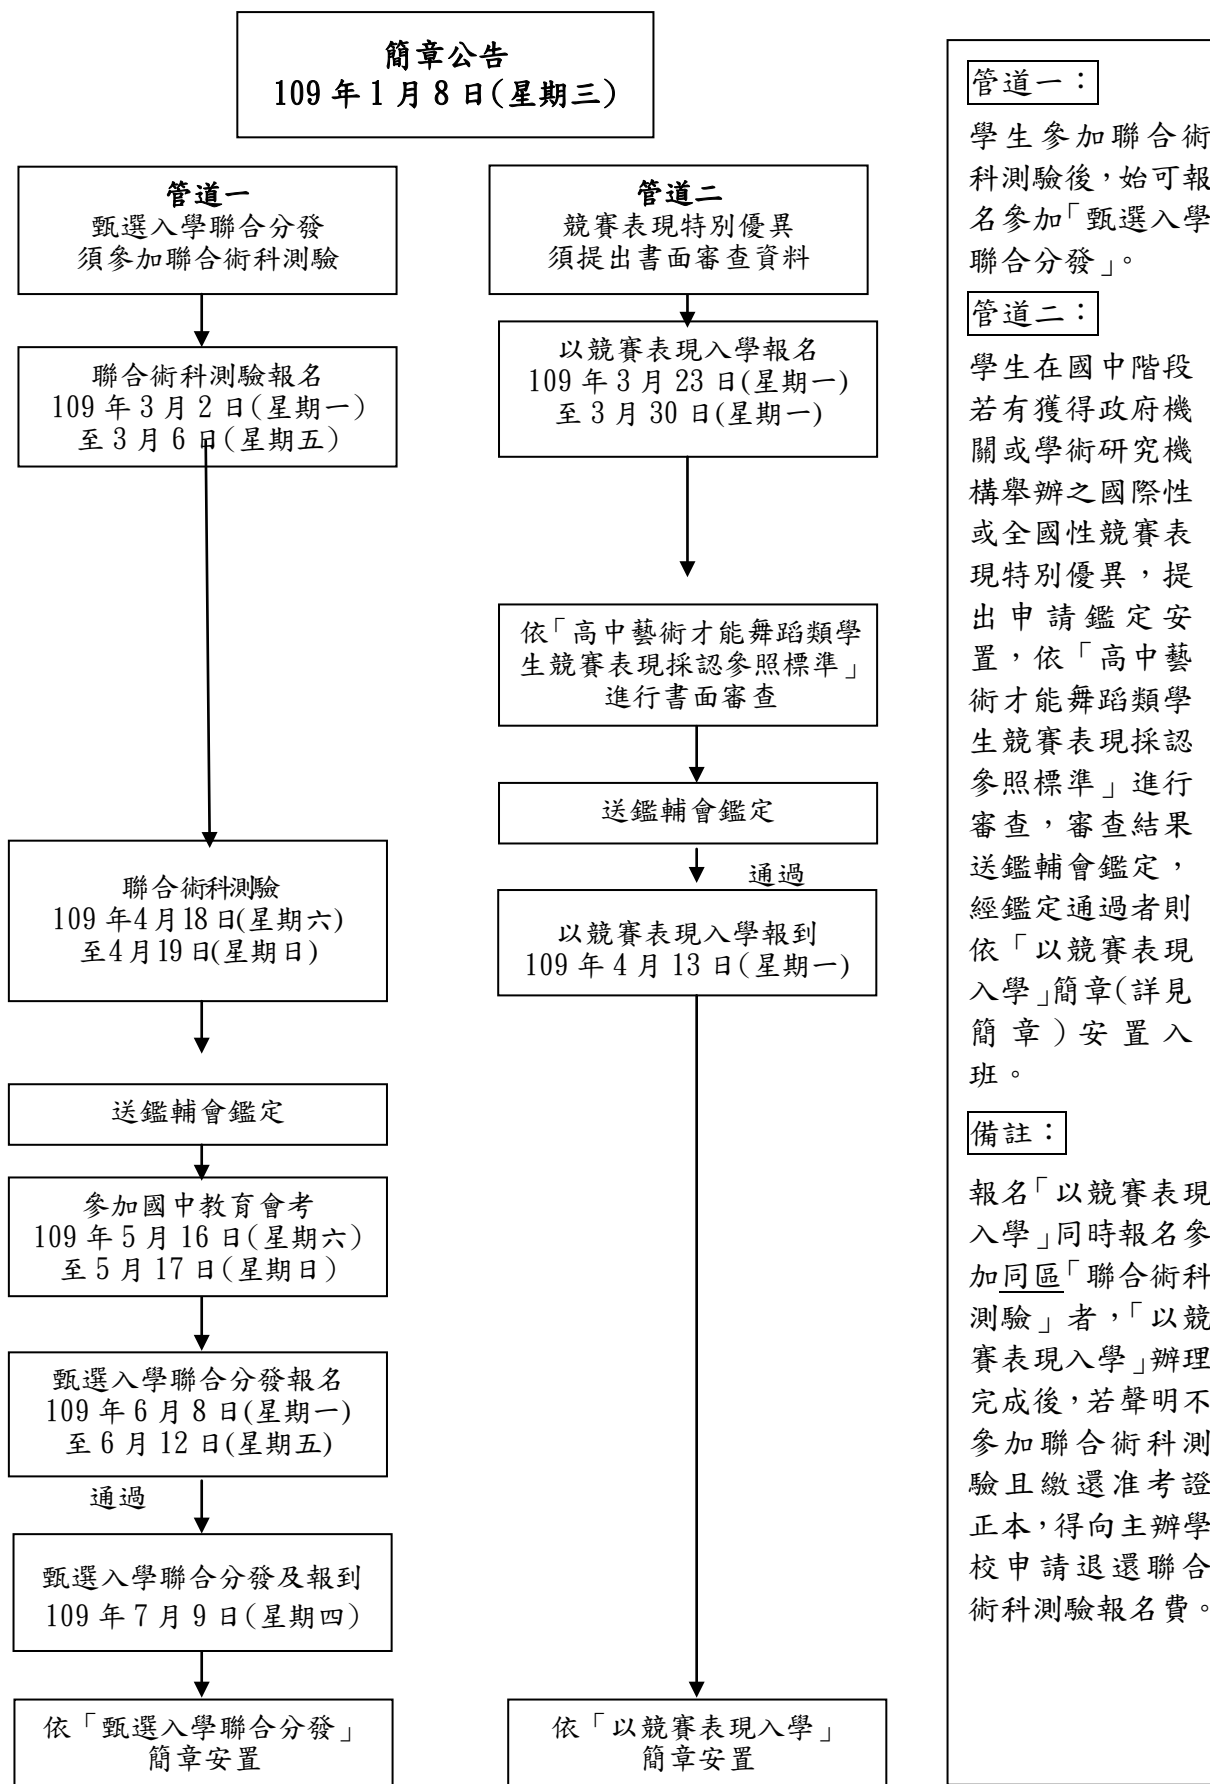 簡章公告
109 年 1 月 8 日(星期三)
管道一
甄選入學聯合分發
須參加聯合術科測驗
聯合術科測驗報名
109 年 3 月 2 日(星期一)
至 3 月 6 日(星期五)
聯合術科測驗
109 年4 月18 日(星期六)
至4 月19 日(星期日)
送鑑輔會鑑定
參加國中教育會考
109 年 5 月 16 日(星期六)
至 5 月 17 日(星期日)
甄選入學聯合分發報名
109 年 6 月 8 日(星期一)
至 6 月 12 日(星期五)
通過
甄選入學聯合分發及報到
109 年 7 月 9 日(星期四)
依「甄選入學聯合分發」
簡章安置
管道二
競賽表現特別優異
須提出書面審查資料
以競賽表現入學報名
109 年 3 月 23 日(星期一)
至 3 月 30 日(星期一)
依「高中藝術才能舞蹈類學
生競賽表現採認參照標準」
進行書面審查
送鑑輔會鑑定
通過
以競賽表現入學報到
109 年 4 月 13 日(星期一)
依「以競賽表現入學」
簡章安置
管道一：
學生參加聯合術
科測驗後，始可報
名參加「甄選入學
聯合分發」。
管道二：
學生在國中階段
若有獲得政府機
關或學術研究機
構舉辦之國際性
或全國性競賽表
現特別優異，提
出申請鑑定安
置，依「高中藝
術才能舞蹈類學
生競賽表現採認
參照標準」進行
審查，審查結果
送鑑輔會鑑定，
經鑑定通過者則
依「以競賽表現
入學」簡章(詳見
簡章)安置入
班。
備註：
報名「以競賽表現
入學」同時報名參
加同區「聯合術科
測驗」者，「以競
賽表現入學」辦理
完成後，若聲明不
參加聯合術科測
驗且繳還准考證
正本，得向主辦學
校申請退還聯合
術科測驗報名費。